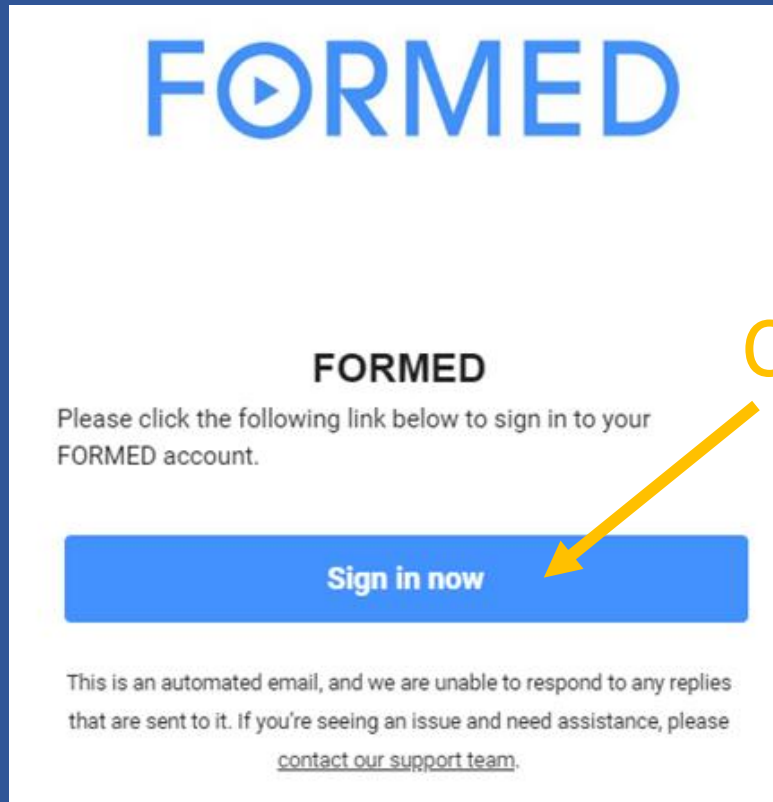 FORMED
FORMED
Please click the following link below to sign in to your
FORMED account.
Sign in now
This is an automated email, and we are unable to respond to any replies
that are sent to it. If you're seeing an issue and need assistance, please
contact our support team.